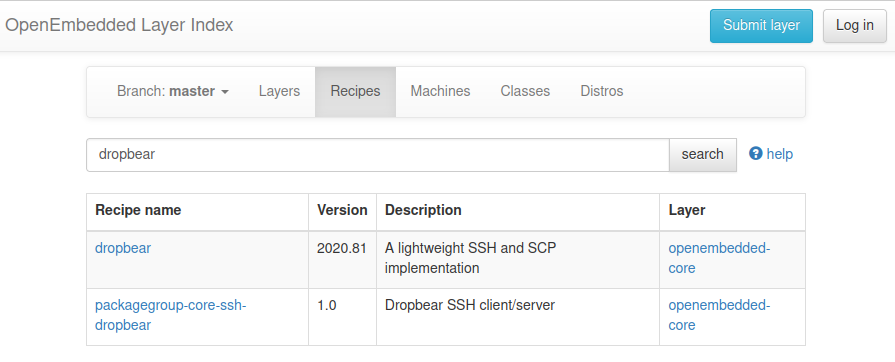 OpenEmbedded Layer Index
Submit layer
Log in
Branch: master
Layers
Recipes
Machines
Classes
Distros
dropbear
search
help
Recipe name Version Description Layer
dropbear 2020.81 A lightweight SSH and SCP openembedded-
implementation core
packagegroup-core-ssh- 1.0 Dropbear SSH client/server openembedded-
dropbear core